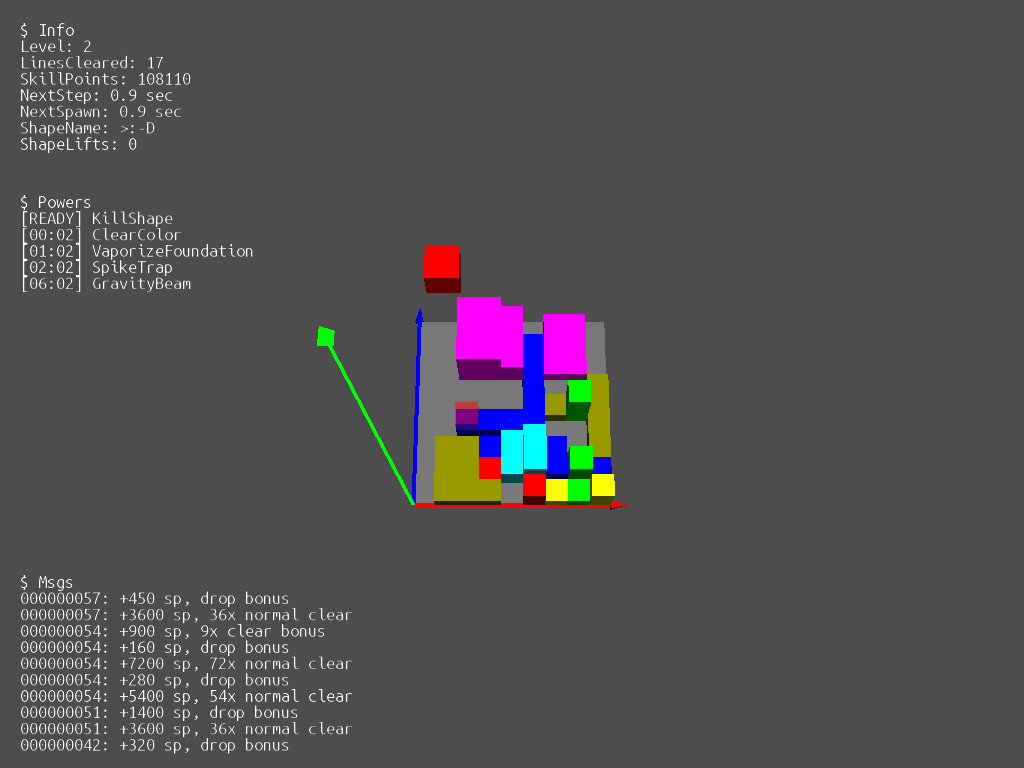 $ Info
Level: 2
LinesCleared: 17
SkillPoints: 108110
NextStep: 0.9 sec
NextSpawn: 0.9 sec
ShapeName: >:-D
ShapeLifts: 0
$ Powers
[READY] KillShape
[00:02] ClearColor
[01:02] VaporizeFoundation
[02:02] SpikeTrap
[06:02] GravityBeam
$ Msgs
000000057: +450 sp, drop bonus
000000057: +3600 sp, 36x normal clear
000000054: +900 sp, 9x clear bonus
000000054: +160 sp, drop bonus
000000054: +7200 sp, 72x normal clear
000000054: +280 sp, drop bonus
000000054: +5400 sp, 54x normal clear
000000051: +1400 sp, drop bonus
000000051: +3600 sp, 36x normal clear
000000042: +320 sp, drop bonus